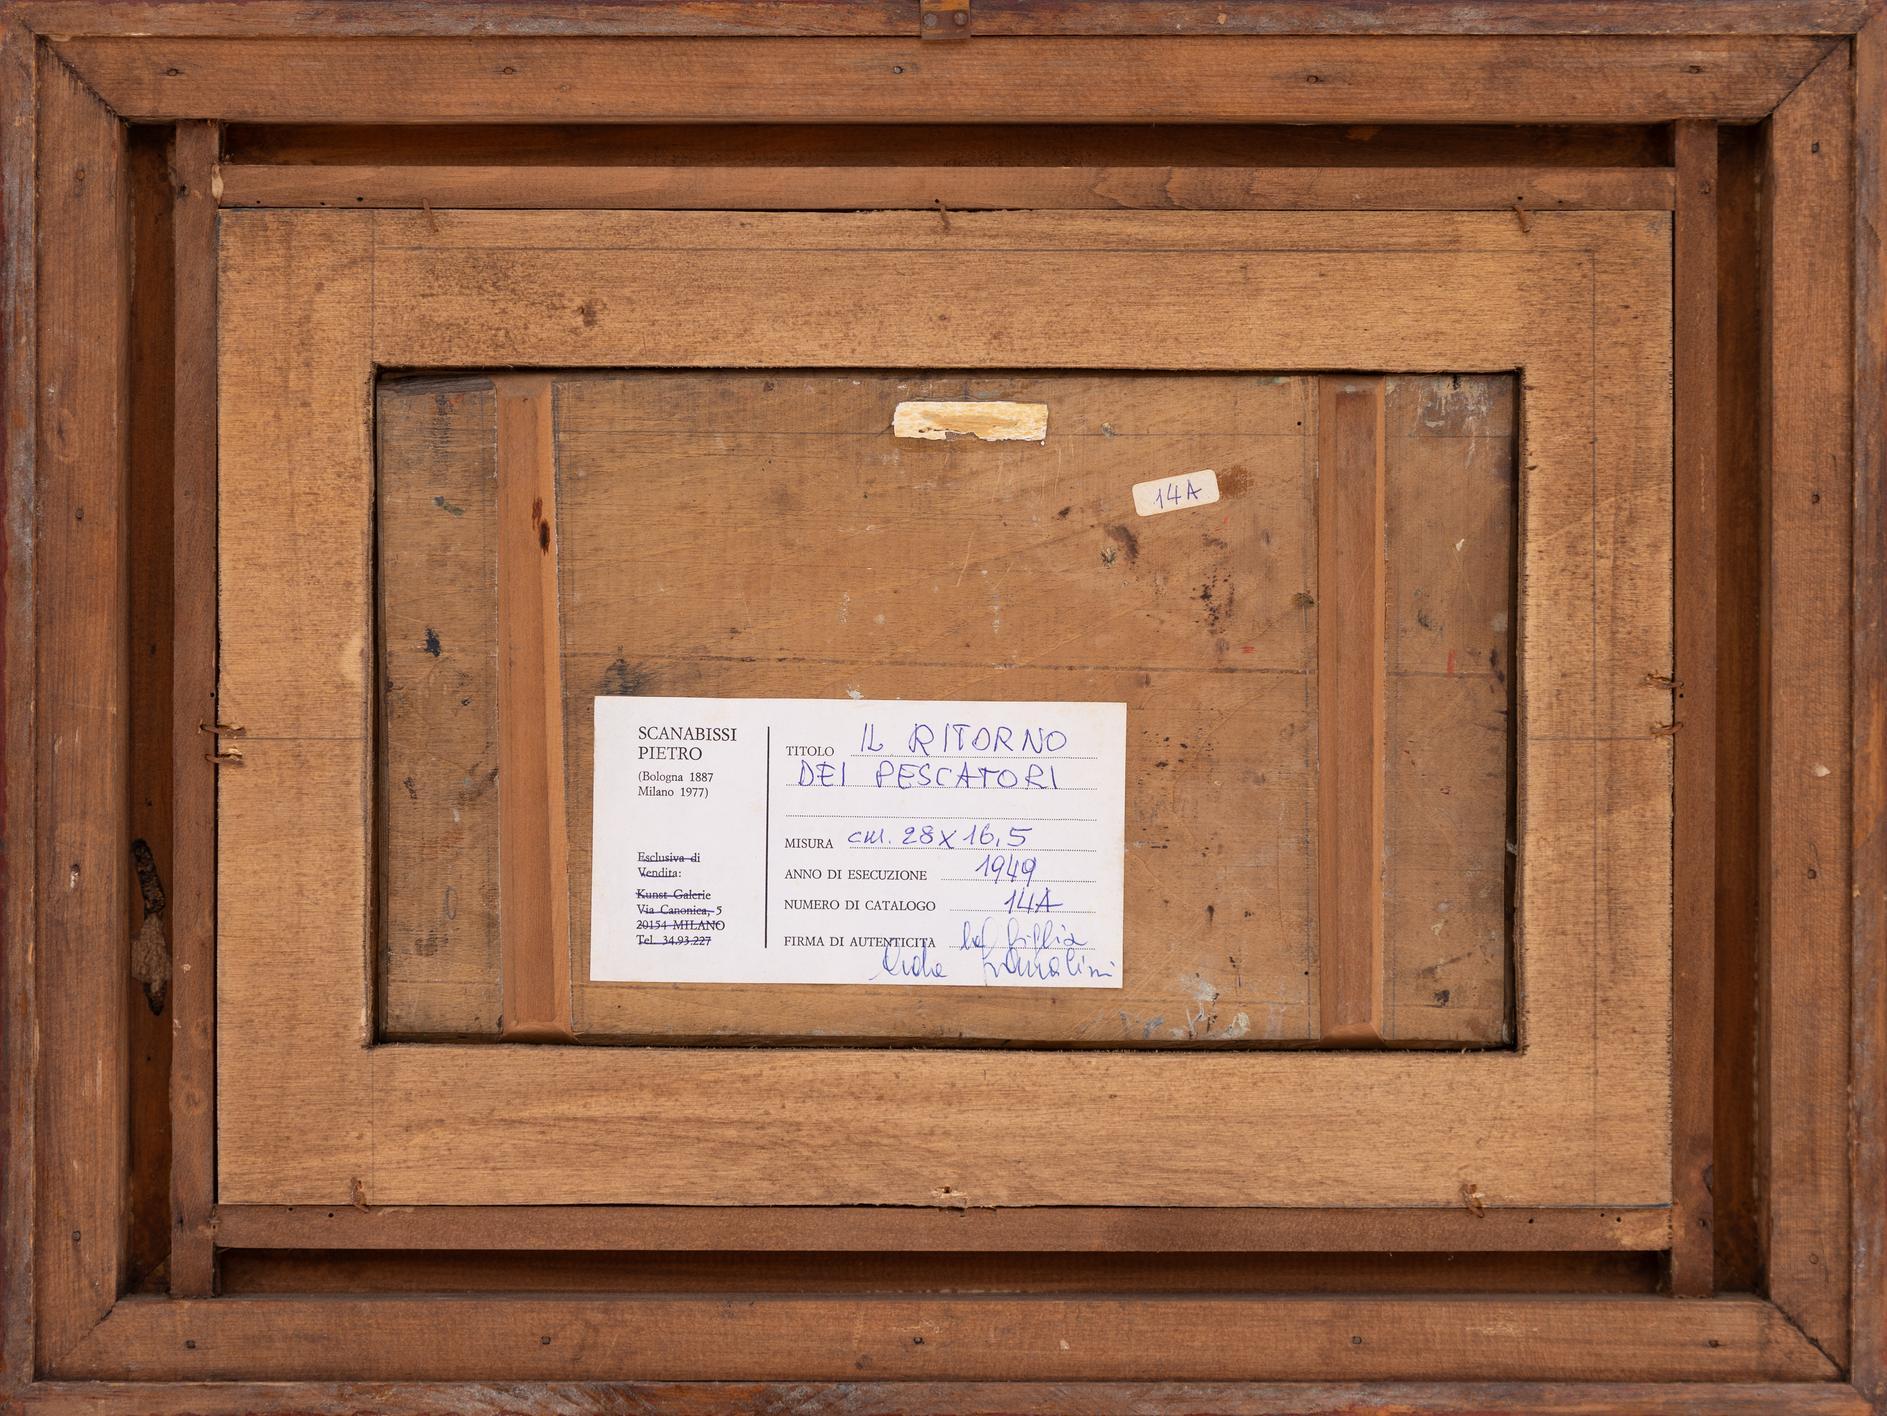 14A
SCANABISSI
PIETRO
(Bologna 1887
Milano 1977)
Esclusiva di
Vendita:
Kunst Galerie
Via Canonica, 5
20154 MILANO
Tel. 34.93.227
TITOLO IL RITORNO
DEI PESCATORI
MISURA cm. 28x16,5
ANNO DI ESECUZIONE 1949
NUMERO DI CATALOGO 14A
FIRMA DI AUTENTICITA la figlia